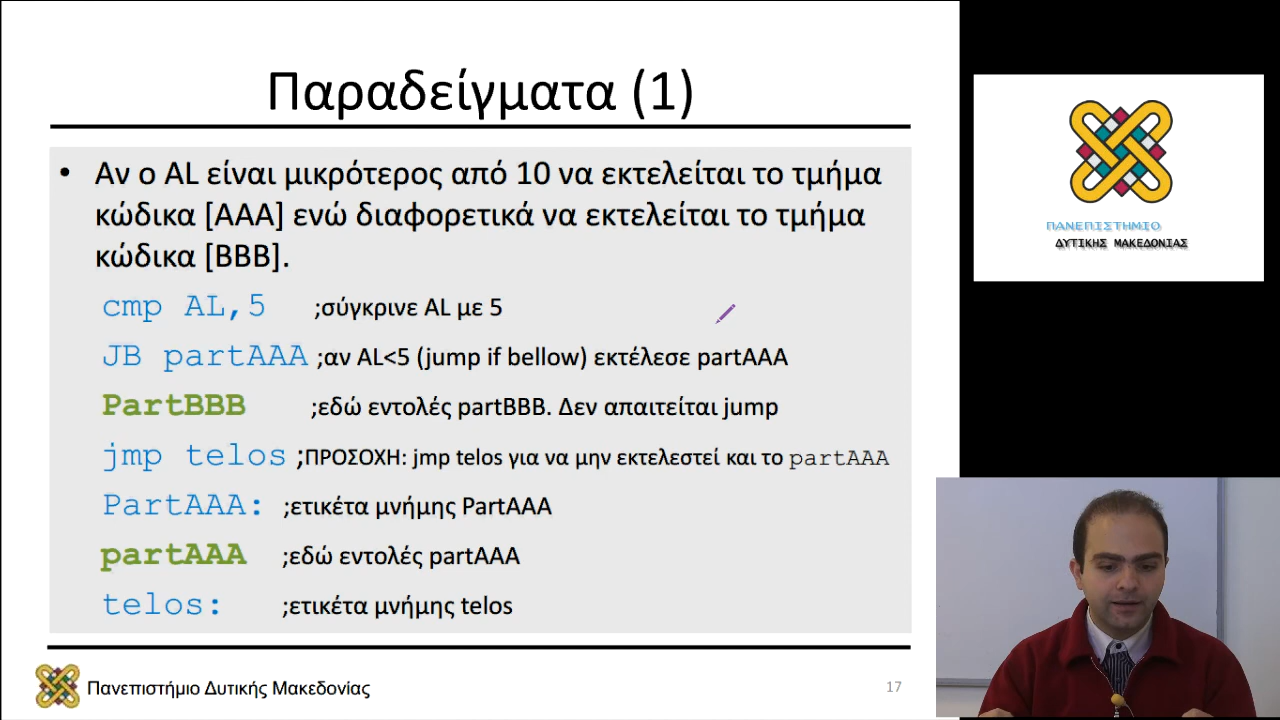 Παραδείγματα (1)
• Αν ο AL είναι μικρότερος από 10 να εκτελείται το τμήμα
κώδικα [AAA] ενώ διαφορετικά να εκτελείται το τμήμα
κώδικα [BBB].
cmp AL,5 ;σύγκρινε AL με 5
JB partAAA ;αν AL<5 (jump if bellow) εκτέλεσε partAAA
PartBBB ;εδώ εντολές partBBB. Δεν απαιτείται jump
jmp telos ;ΠΡΟΣΟΧΗ: jmp telos για να μην εκτελεστεί και το partAAA
PartAAA: ;ετικέτα μνήμης PartAAA
partAAA ;εδώ εντολές partAAA
telos: ;ετικέτα μνήμης telos
Πανεπιστήμιο Δυτικής Μακεδονίας
17
ΠΑΝΕΠΙΣΤΗΜΙΟ
ΔΥΤΙΚΗΣ ΜΑΚΕΔΟΝΙΑΣ